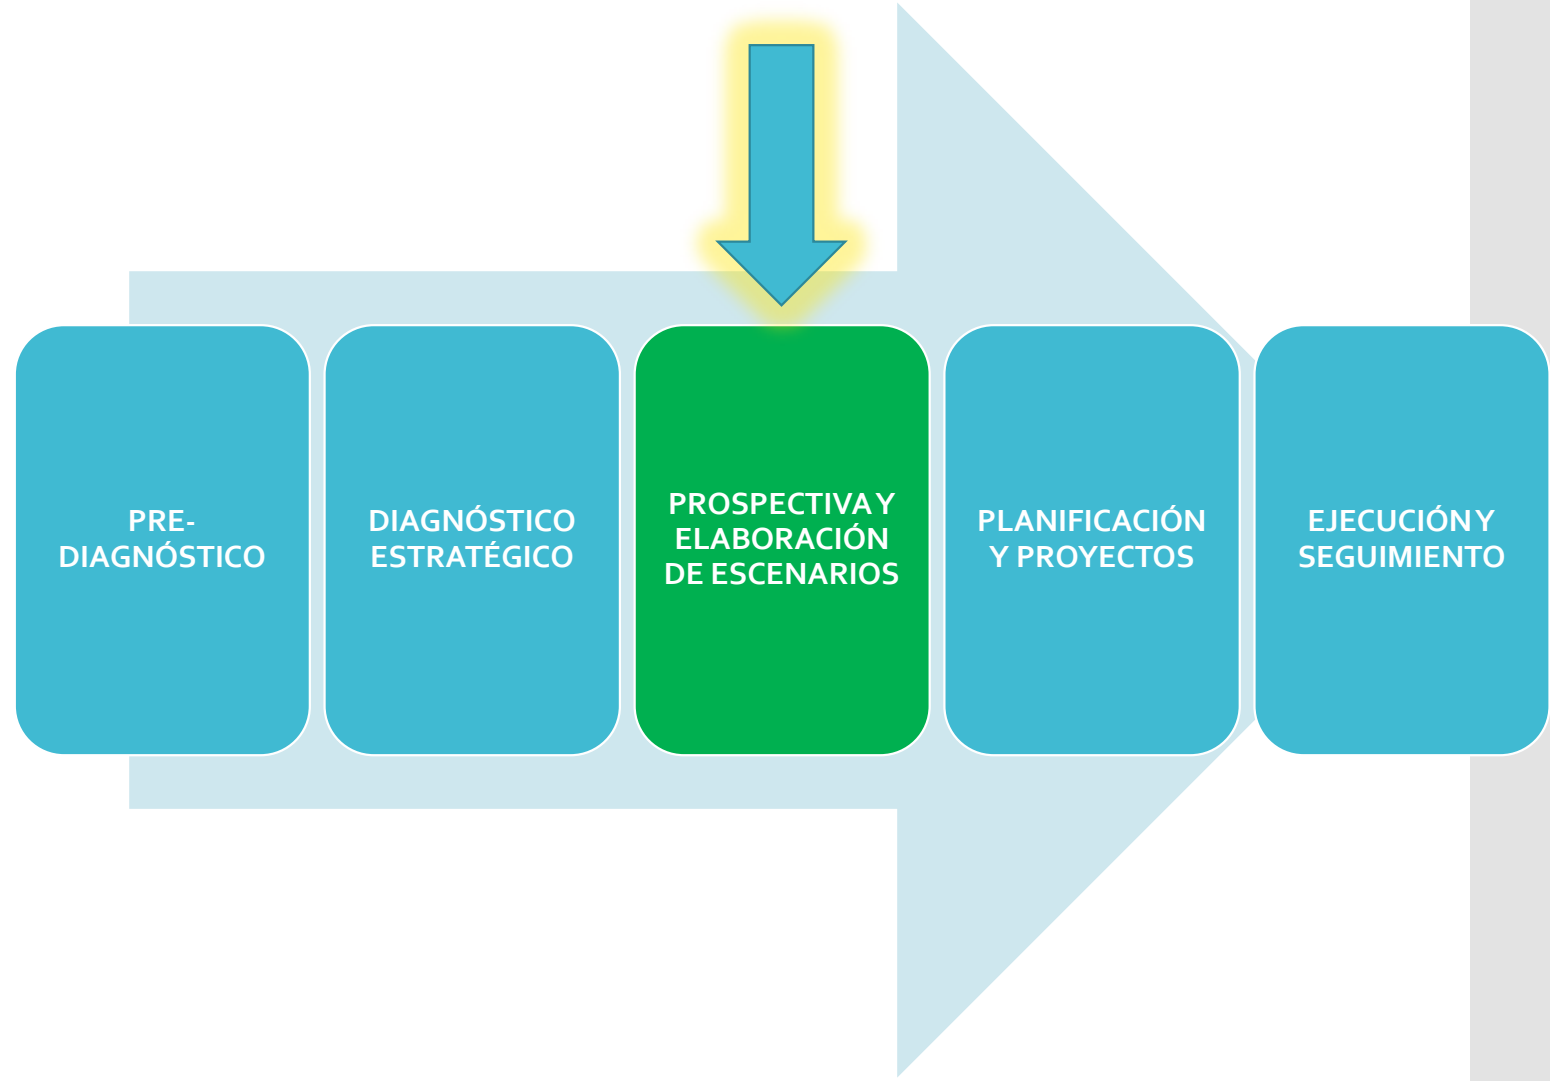 PRE-
DIAGNÓSTICO
DIAGNÓSTICO
ESTRATÉGICO
PROSPECTIVA Y
ELABORACIÓN
DE ESCENARIOS
PLANIFICACIÓN
Y PROYECTOS
EJECUCIÓN Y
SEGUIMIENTO